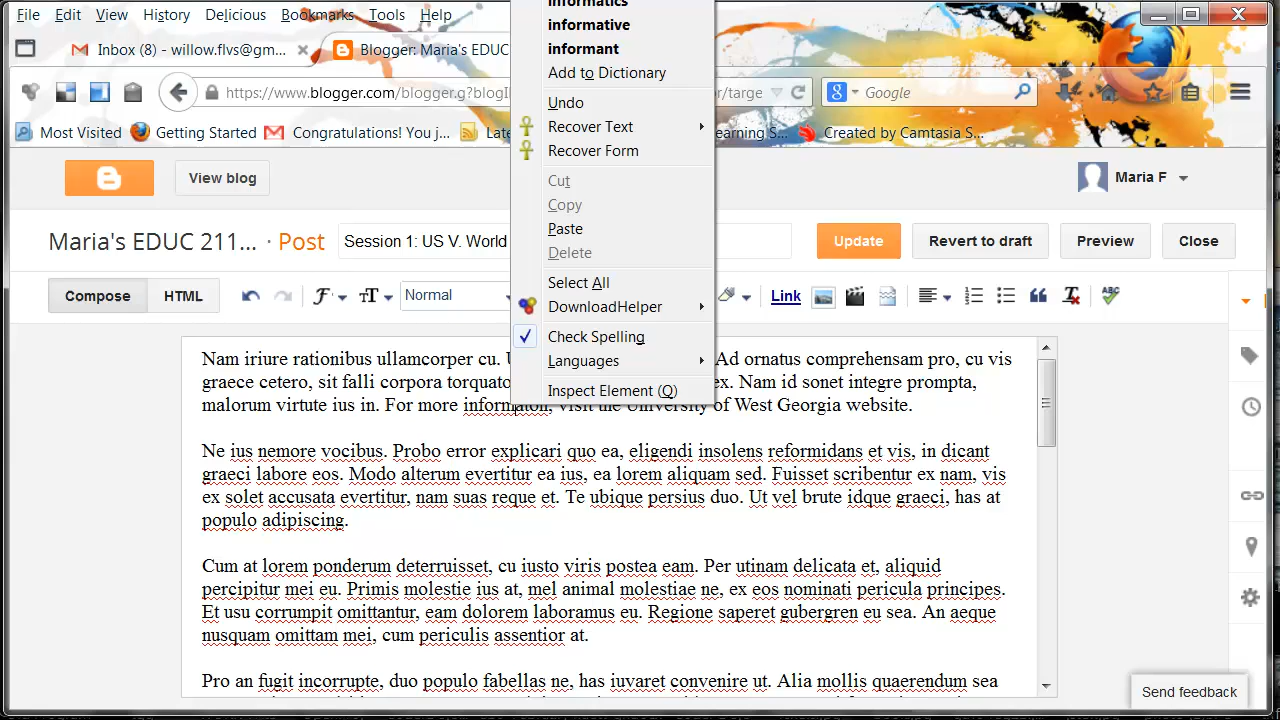 File Edit View History Delicious Bookmarks Tools Help
informatics
informative
informant
Add to Dictionary
Undo
Recover Text
Recover Form
Cut
Copy
Paste
Delete
Select All
DownloadHelper
Check Spelling
Languages
Inspect Element (Q)
Inbox (8) - willow.flvs@gm...
Blogger: Maria's EDUC
https://www.blogger.com/blogger.g?blogI
or/targe
Google
Most Visited Getting Started Congratulations! You j... Late
earning S... Created by Camtasia S...
View blog
Maria F
Maria's EDUC 211... · Post
Session 1: US V. World
Update Revert to draft Preview Close
Compose HTML
Normal
Link
ABC
Nam iriure rationibus ullamcorper cu. Ad ornatus comprehensam pro, cu vis
graece cetero, sit falli corpora torquato ex. Nam id sonet integre prompta,
malorum virtute ius in. For more informaton, visit the University of West Georgia website.
Ne ius nemore vocibus. Probo error explicari quo ea, eligendi insolens reformidans et vis, in dicant
graeci labore eos. Modo alterum evertitur ea ius, ea lorem aliquam sed. Fuisset scribentur ex nam, vis
ex solet accusata evertitur, nam suas reque et. Te ubique persius duo. Ut vel brute idque graeci, has at
populo adipiscing.
Cum at lorem ponderum deterruisset, cu iusto viris postea eam. Per utinam delicata et, aliquid
percipitur mei eu. Primis molestie ius at, mel animal molestiae ne, ex eos nominati pericula principes.
Et usu corrumpit omittantur, eam dolorem laboramus eu. Regione saperet gubergren eu sea. An aeque
nusquam omittam mei, cum periculis assentior at.
Pro an fugit incorrupte, duo populo fabellas ne, has iuvaret convenire ut. Alia mollis quaerendum sea
Send feedback